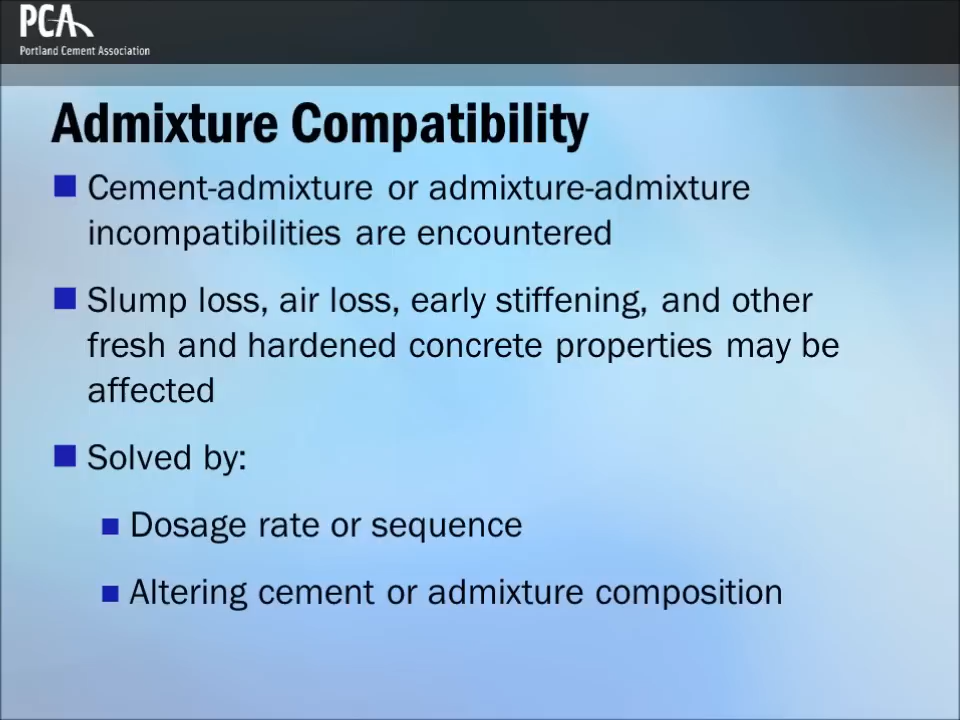 PCA
Portland Cement Association
Admixture Compatibility
Cement-admixture or admixture-admixture
incompatibilities are encountered
Slump loss, air loss, early stiffening, and other
fresh and hardened concrete properties may be
affected
Solved by:
Dosage rate or sequence
Altering cement or admixture composition